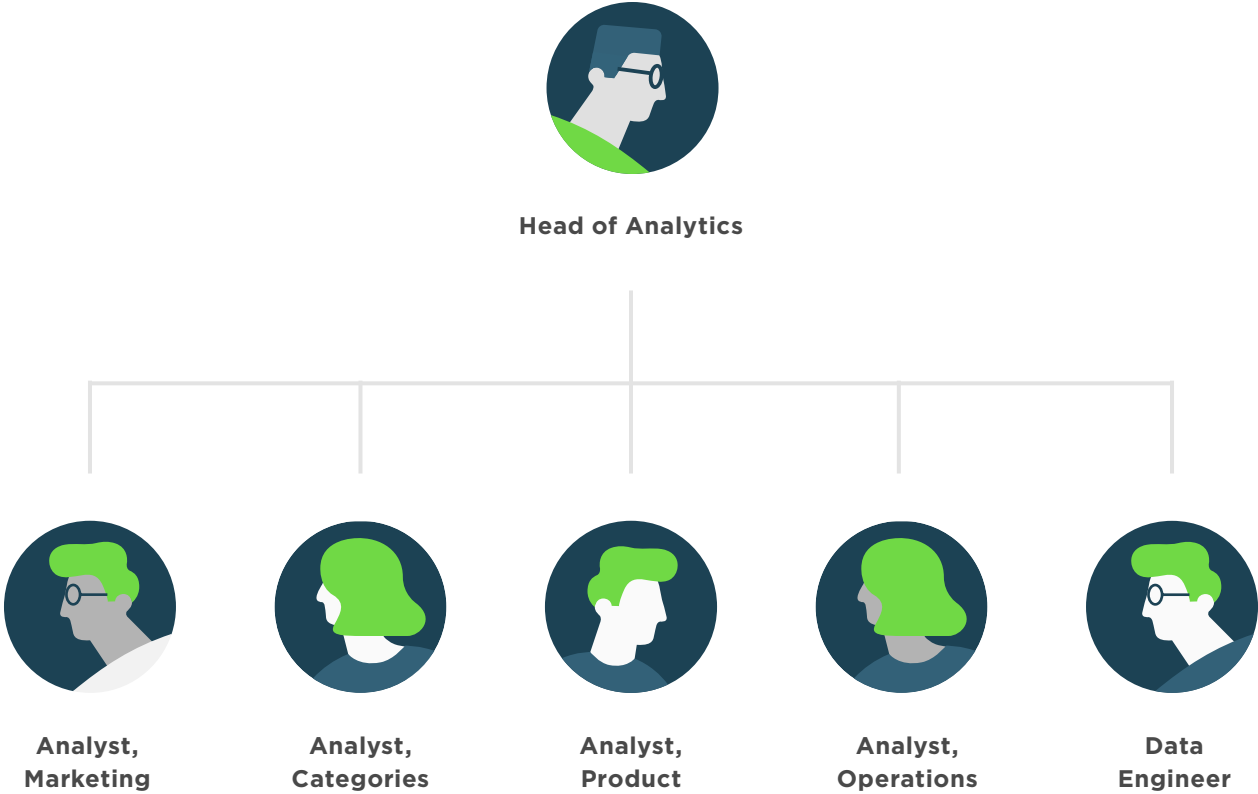 Head of Analytics
Analyst,
Marketing
Analyst,
Categories
Analyst,
Product
Analyst,
Operations
Data
Engineer